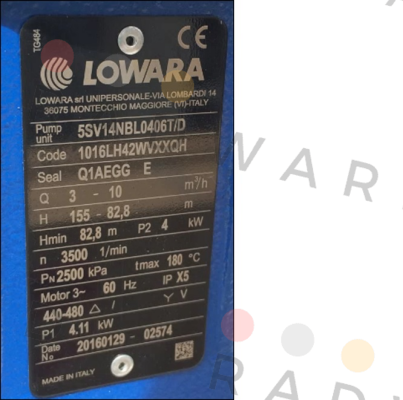 TG484
CE
LOWARA
LOWARA srl UNIPERSONALE-VIA LOMBARDI 14
36075 MONTECCHIO MAGGIORE (VI)-ITALY
Pump unit 5SV14NBL0406T/D
Code 1016LH42WVXXQH
Seal Q1AEGG E
Q 3 - 10 m³/h
H 155 - 82,8 m
Hmin 82,8 m P2 4 kW
n 3500 1/min
PN 2500 kPa tmax 180 °C
Motor 3~ 60 Hz IP X5
440-480 △ / Y V
P1 4.11 kW
Date No 20160129 - 02574
MADE IN ITALY
WARA
RADY